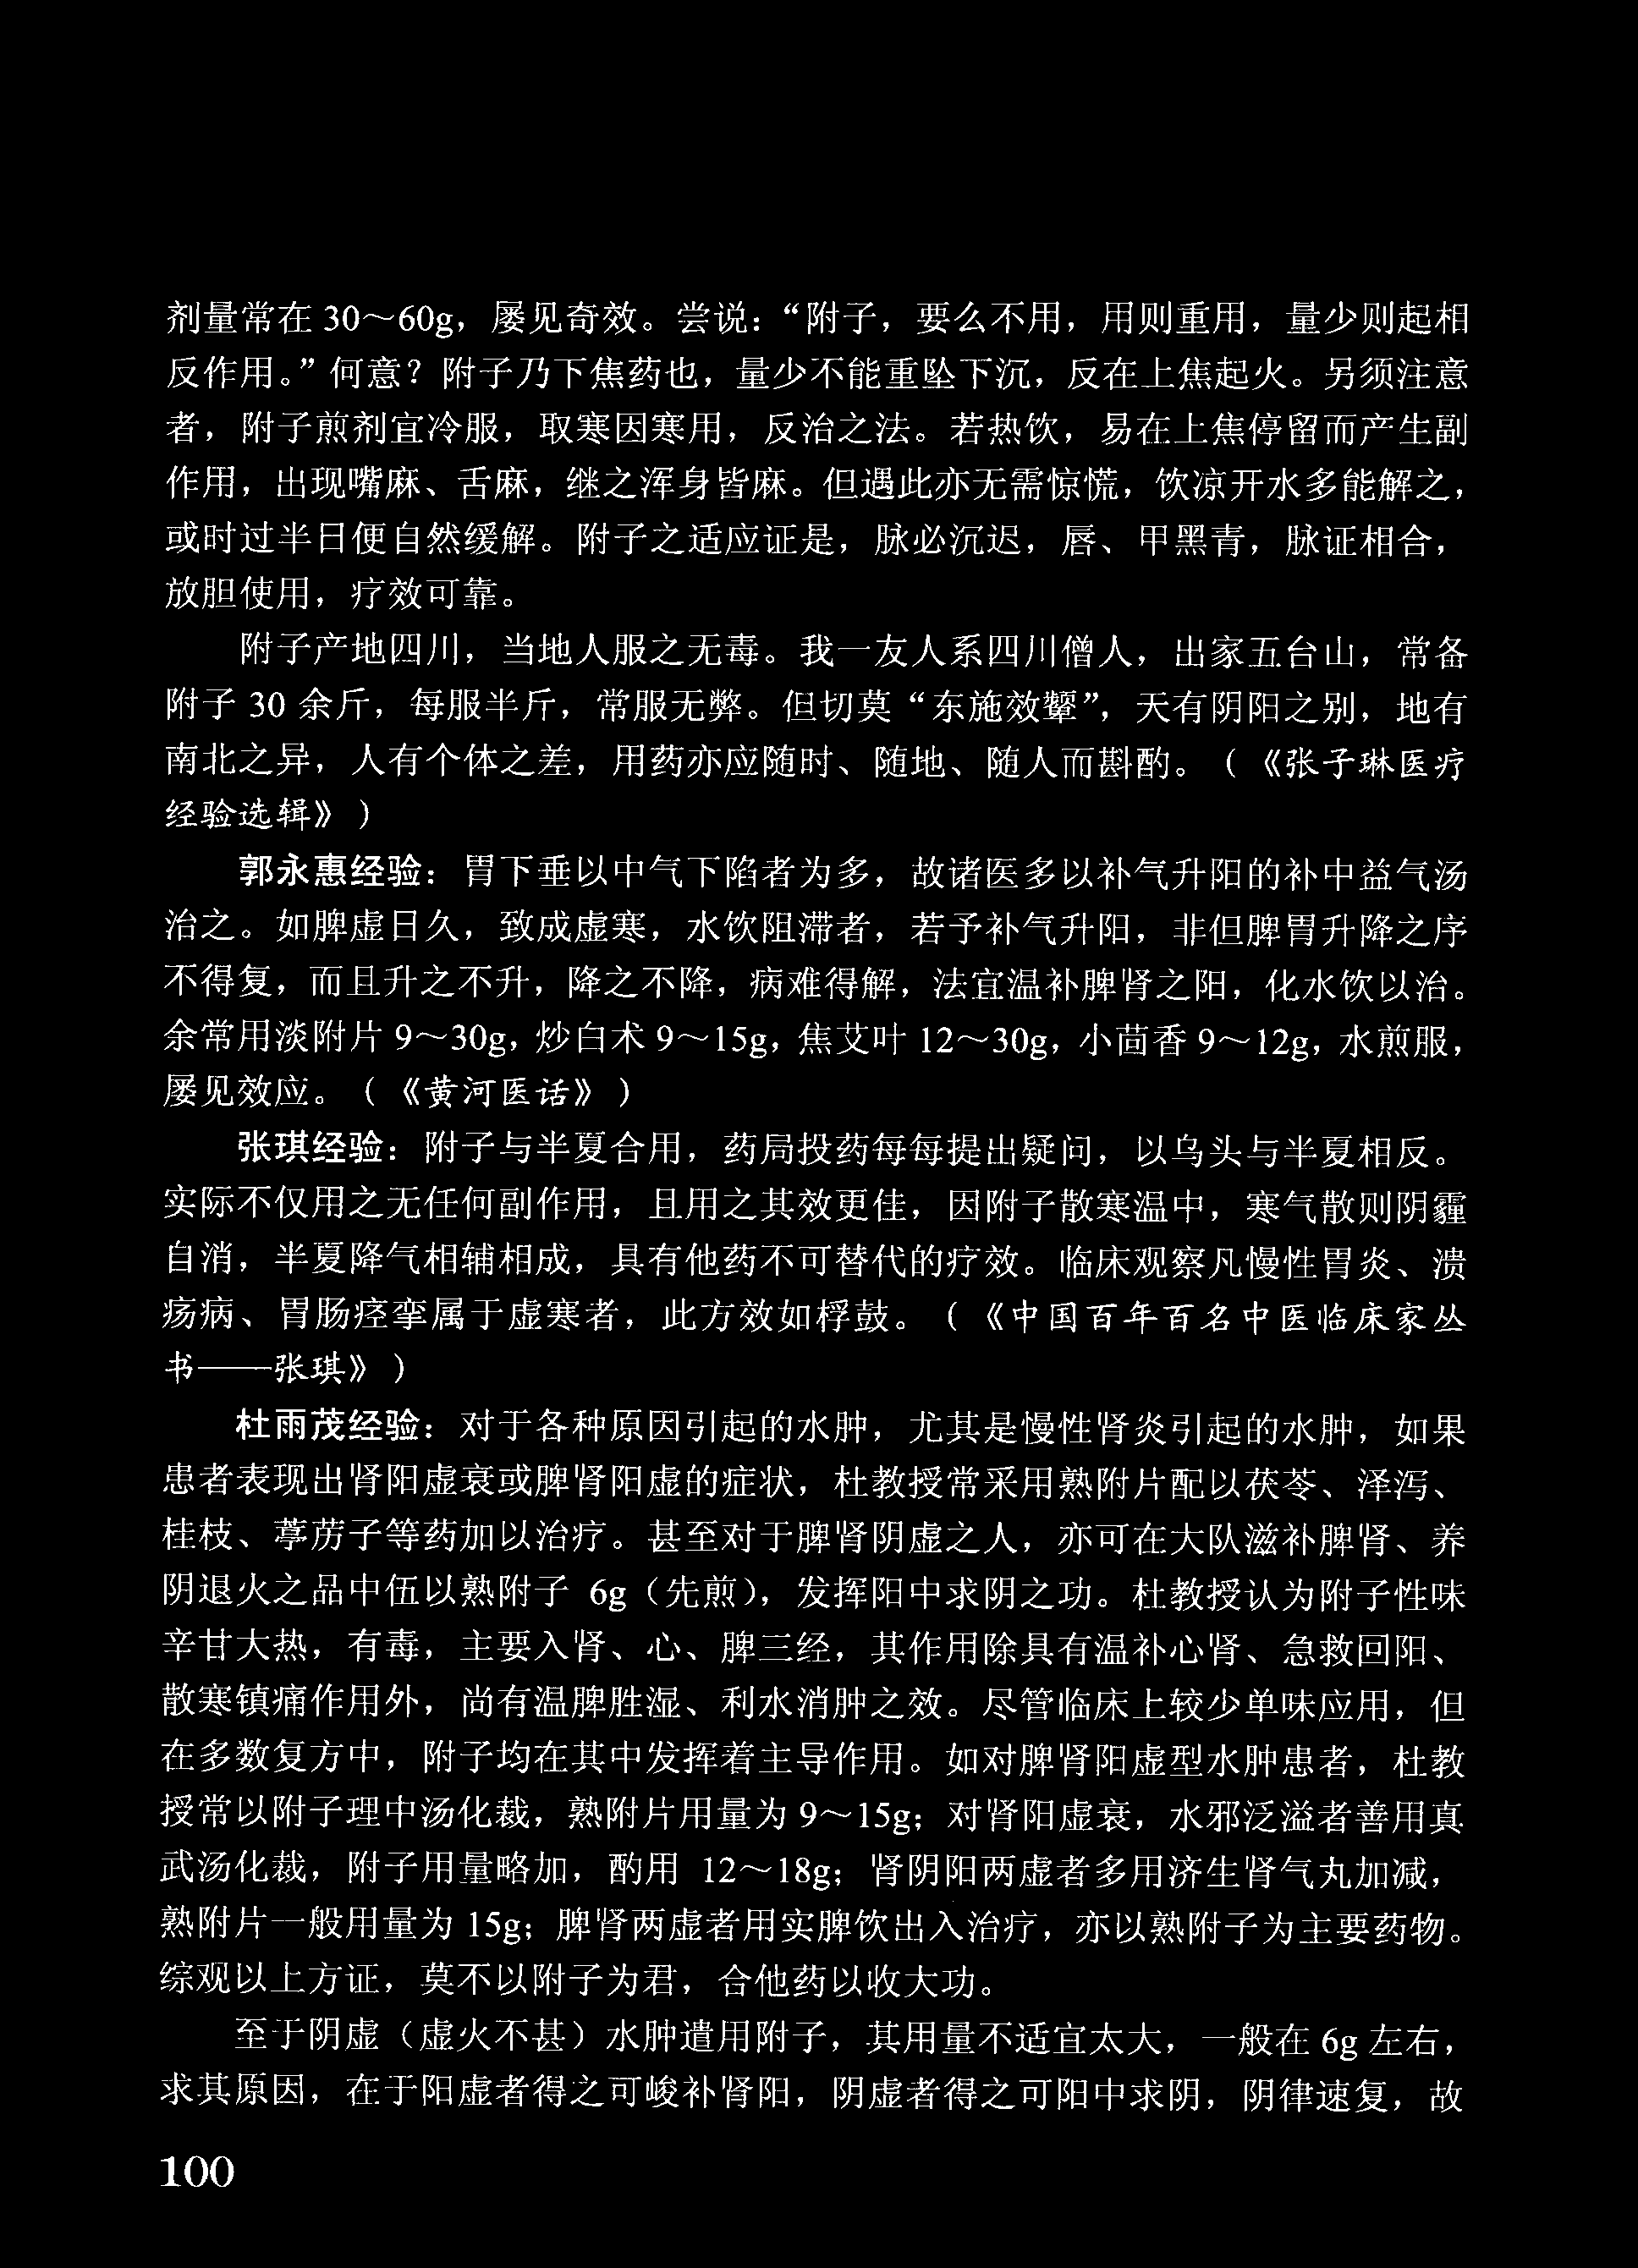 剂量常在 30～60g，屡见奇效。尝说：“附子，要么不用，用则重用，量少则起相
反作用。”何意？附子乃下焦药也，量少不能重坠下沉，反在上焦起火。另须注意
者，附子煎剂宜冷服，取寒因寒用，反治之法。若热饮，易在上焦停留而产生副
作用，出现嘴麻、舌麻，继之浑身皆麻。但遇此亦无需惊慌，饮凉开水多能解之，
或时过半日便自然缓解。附子之适应证是，脉必沉迟，唇、甲黑青，脉证相合，
放胆使用，疗效可靠。
附子产地四川，当地人服之无毒。我一友人系四川僧人，出家五台山，常备
附子 30 余斤，每服半斤，常服无弊。但切莫“东施效颦”，天有阴阳之别，地有
南北之异，人有个体之差，用药亦应随时、随地、随人而斟酌。（《张子琳医疗
经验选辑》）
郭永惠经验：胃下垂以中气下陷者为多，故诸医多以补气升阳的补中益气汤
治之。如脾虚日久，致成虚寒，水饮阻滞者，若予补气升阳，非但脾胃升降之序
不得复，而且升之不升，降之不降，病难得解，法宜温补脾肾之阳，化水饮以治。
余常用淡附片 9～30g，炒白术 9～15g，焦艾叶 12～30g，小茴香 9～12g，水煎服，
屡见效应。（《黄河医话》）
张琪经验：附子与半夏合用，药局投药每每提出疑问，以乌头与半夏相反。
实际不仅用之无任何副作用，且用之其效更佳，因附子散寒温中，寒气散则阴霾
自消，半夏降气相辅相成，具有他药不可替代的疗效。临床观察凡慢性胃炎、溃
疡病、胃肠痉挛属于虚寒者，此方效如桴鼓。（《中国百年百名中医临床家丛
书——张琪》）
杜雨茂经验：对于各种原因引起的水肿，尤其是慢性肾炎引起的水肿，如果
患者表现出肾阳虚衰或脾肾阳虚的症状，杜教授常采用熟附片配以茯苓、泽泻、
桂枝、葶苈子等药加以治疗。甚至对于脾肾阴虚之人，亦可在大队滋补脾肾、养
阴退火之品中伍以熟附子 6g（先煎），发挥阳中求阴之功。杜教授认为附子性味
辛甘大热，有毒，主要入肾、心、脾三经，其作用除具有温补心肾、急救回阳、
散寒镇痛作用外，尚有温脾胜湿、利水消肿之效。尽管临床上较少单味应用，但
在多数复方中，附子均在其中发挥着主导作用。如对脾肾阳虚型水肿患者，杜教
授常以附子理中汤化裁，熟附片用量为 9～15g；对肾阳虚衰，水邪泛溢者善用真
武汤化裁，附子用量略加，酌用 12～18g；肾阴阳两虚者多用济生肾气丸加减，
熟附片一般用量为 15g；脾肾两虚者用实脾饮出入治疗，亦以熟附子为主要药物。
综观以上方证，莫不以附子为君，合他药以收大功。
至于阴虚（虚火不甚）水肿遣用附子，其用量不适宜太大，一般在 6g 左右，
求其原因，在于阳虚者得之可峻补肾阳，阴虚者得之可阳中求阴，阴律速复，故
100